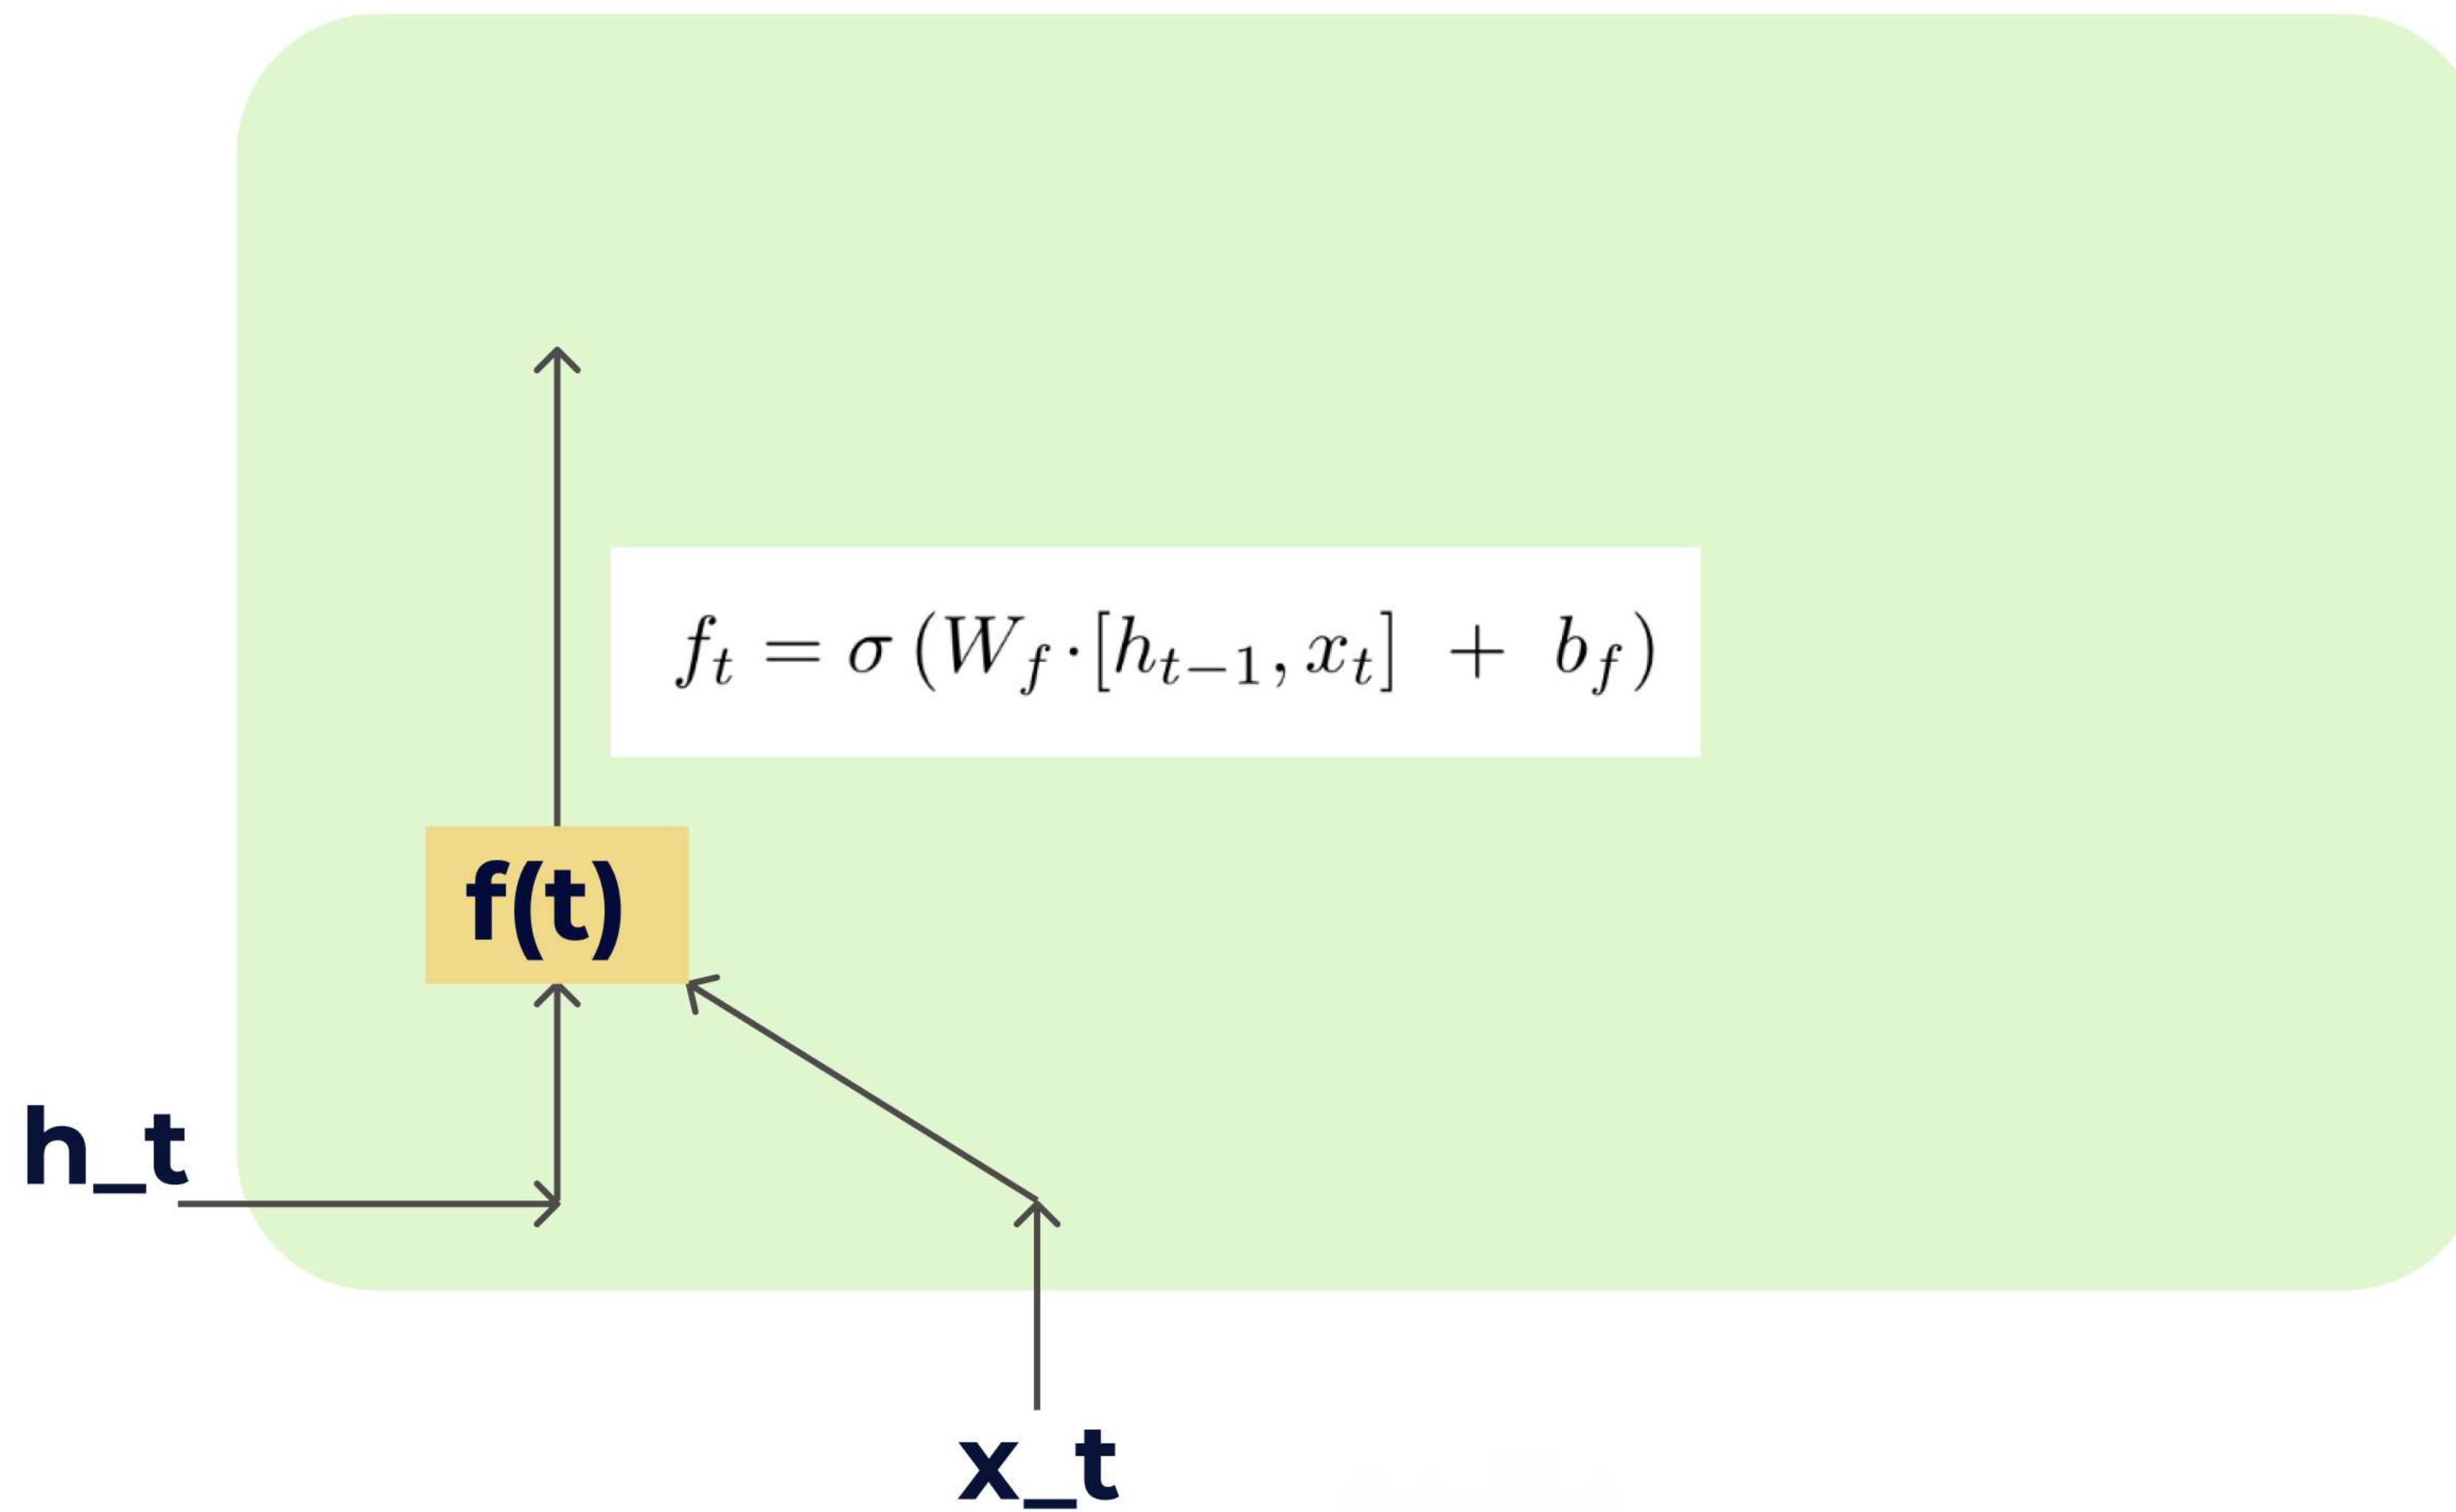 f_t = σ (W_f · [h_{t−1}, x_t] + b_f)
f(t)
h_t
x_t